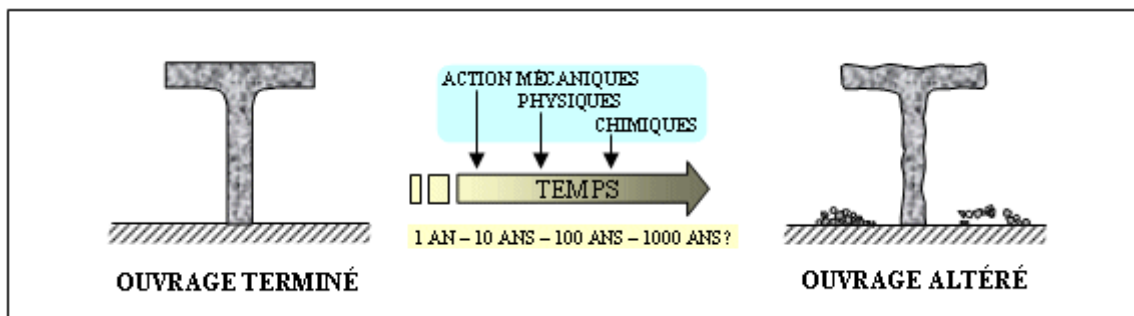 ACTION MÉCANIQUES
PHYSIQUES
CHIMIQUES
TEMPS
1 AN – 10 ANS – 100 ANS – 1000 ANS ?
OUVRAGE TERMINÉ
OUVRAGE ALTÉRÉ